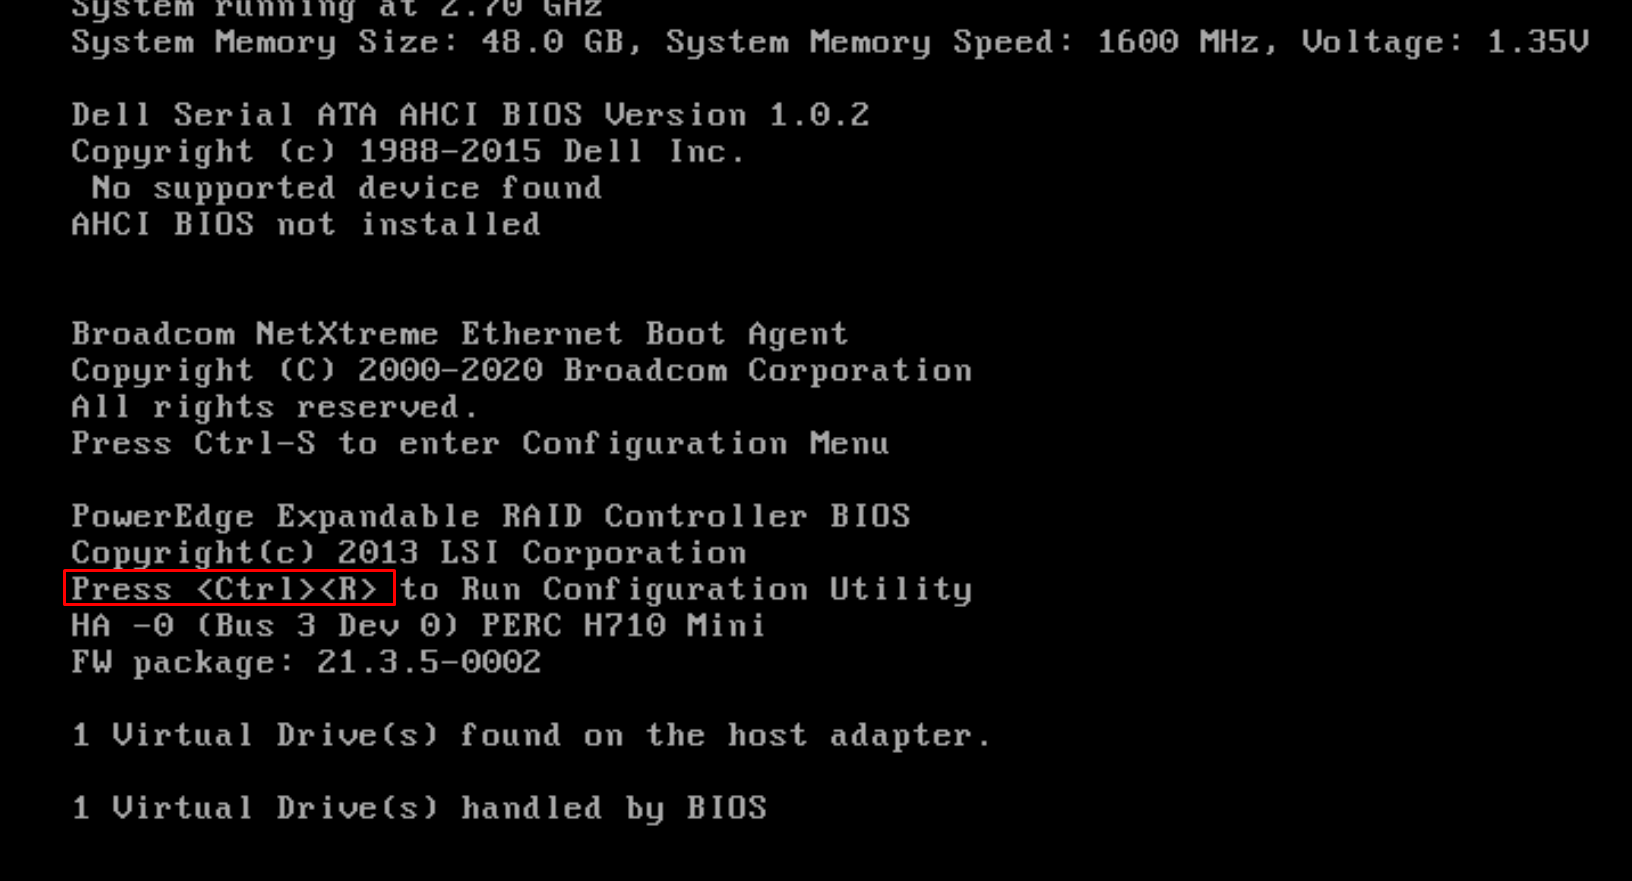 System running at 2.70 GHz
System Memory Size: 48.0 GB, System Memory Speed: 1600 MHz, Voltage: 1.35V
Dell Serial ATA AHCI BIOS Version 1.0.2
Copyright (c) 1988-2015 Dell Inc.
No supported device found
AHCI BIOS not installed
Broadcom NetXtreme Ethernet Boot Agent
Copyright (C) 2000-2020 Broadcom Corporation
All rights reserved.
Press Ctrl-S to enter Configuration Menu
PowerEdge Expandable RAID Controller BIOS
Copyright(c) 2013 LSI Corporation
Press <Ctrl><R> to Run Configuration Utility
HA -0 (Bus 3 Dev 0) PERC H710 Mini
FW package: 21.3.5-0002
1 Virtual Drive(s) found on the host adapter.
1 Virtual Drive(s) handled by BIOS